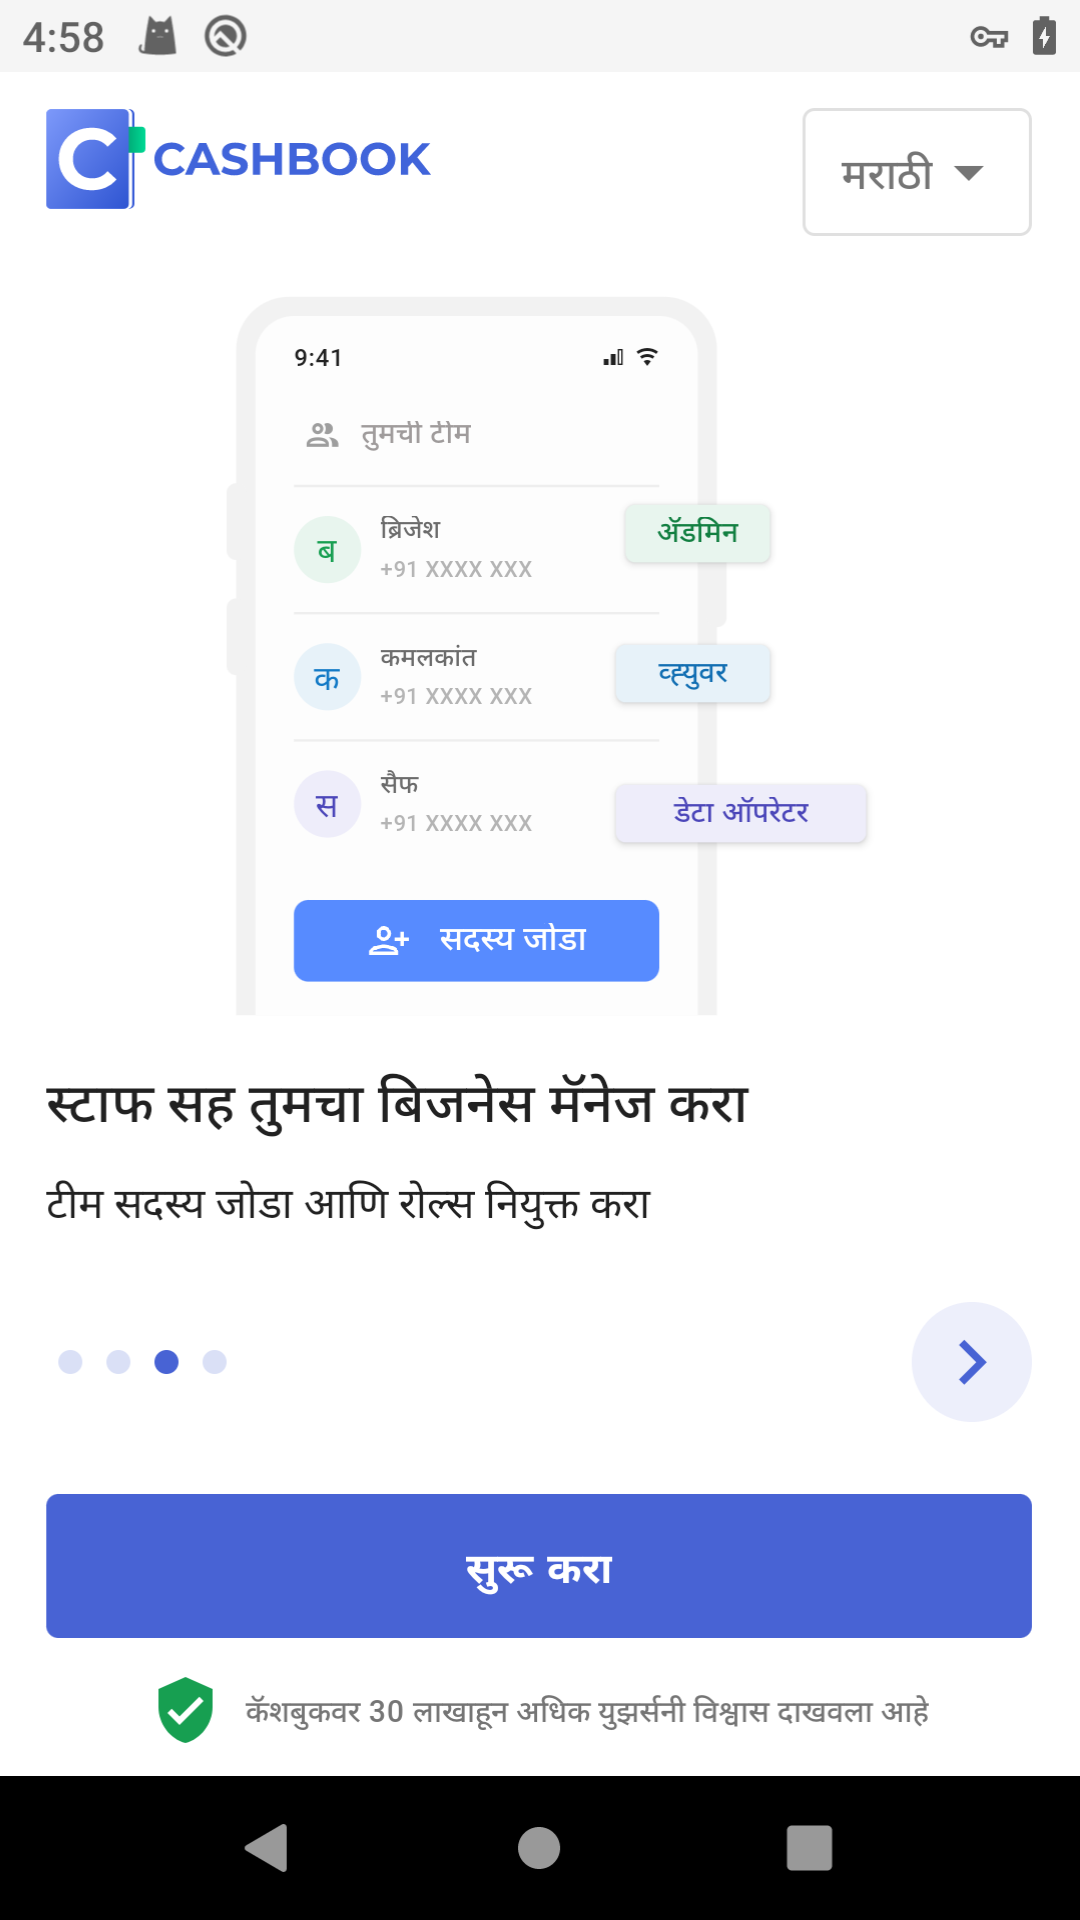 4:58
CASHBOOK
मराठी
9:41
तुमची टीम
ब
ब्रिजेश
+91 XXXX XXX
ॲडमिन
क
कमलकांत
+91 XXXX XXX
व्ह्युवर
स
सैफ
+91 XXXX XXX
डेटा ऑपरेटर
सदस्य जोडा
स्टाफ सह तुमचा बिजनेस मॅनेज करा
टीम सदस्य जोडा आणि रोल्स नियुक्त करा
सुरू करा
कॅशबुकवर 30 लाखाहून अधिक युझर्सनी विश्वास दाखवला आहे